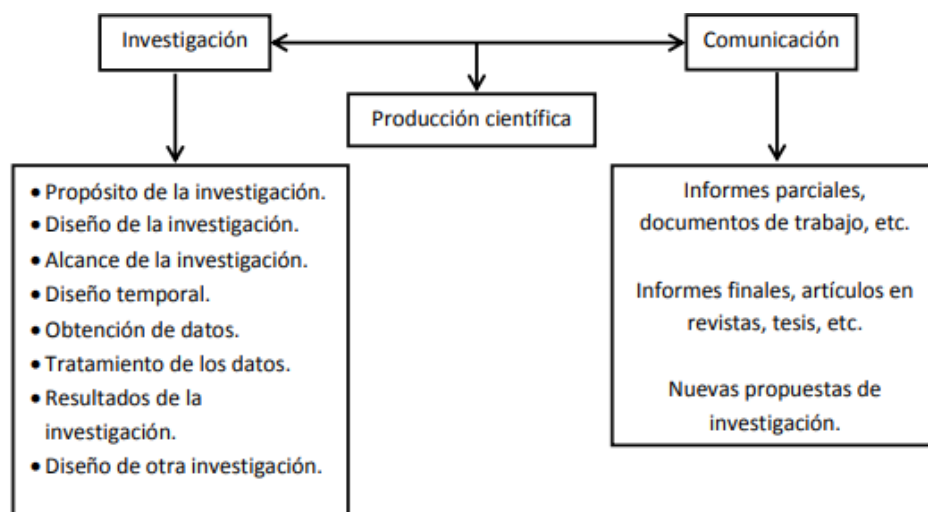 Investigación
Comunicación
Producción científica
• Propósito de la investigación.
• Diseño de la investigación.
• Alcance de la investigación.
• Diseño temporal.
• Obtención de datos.
• Tratamiento de los datos.
• Resultados de la
investigación.
• Diseño de otra investigación.
Informes parciales,
documentos de trabajo, etc.
Informes finales, artículos en
revistas, tesis, etc.
Nuevas propuestas de
investigación.